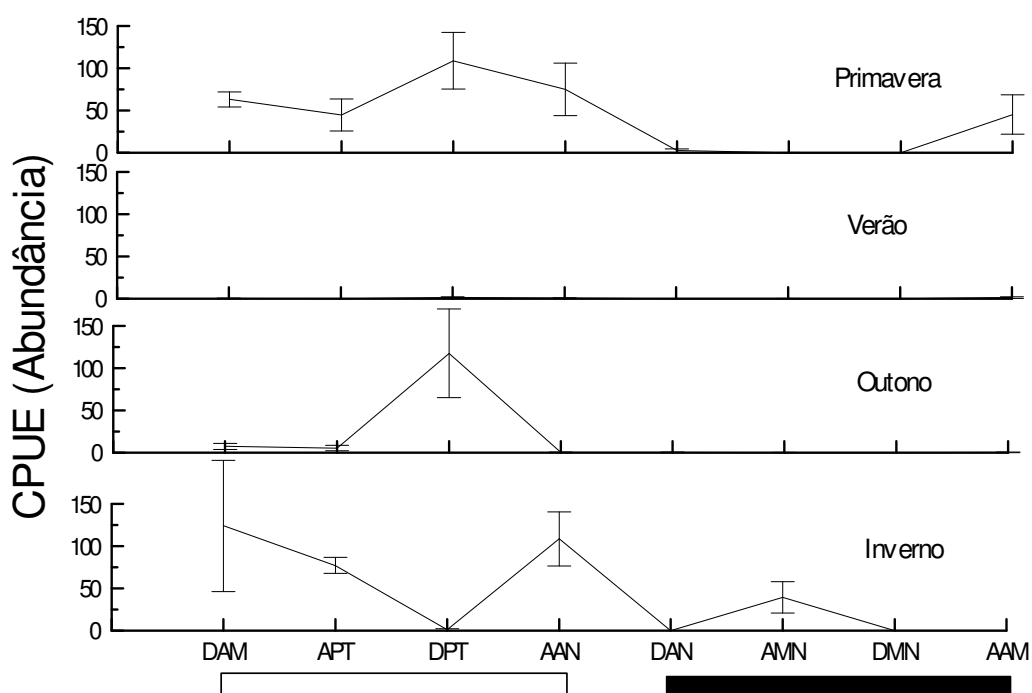 CPUE (Abundância)
150
100
50
0
Primavera
150
100
50
0
Verão
150
100
50
0
Outono
150
100
50
0
Inverno
DAM APT DPT AAN DAN AMN DMN AAM